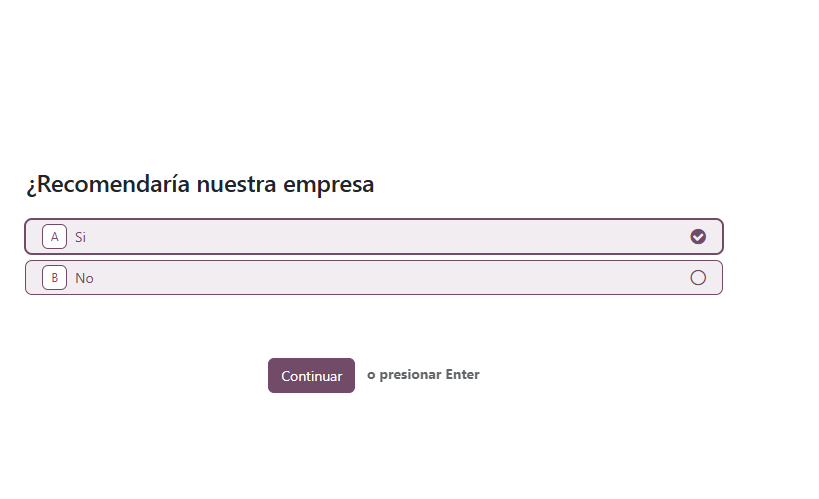 ¿Recomendaría nuestra empresa
A Si
B No
Continuar o presionar Enter